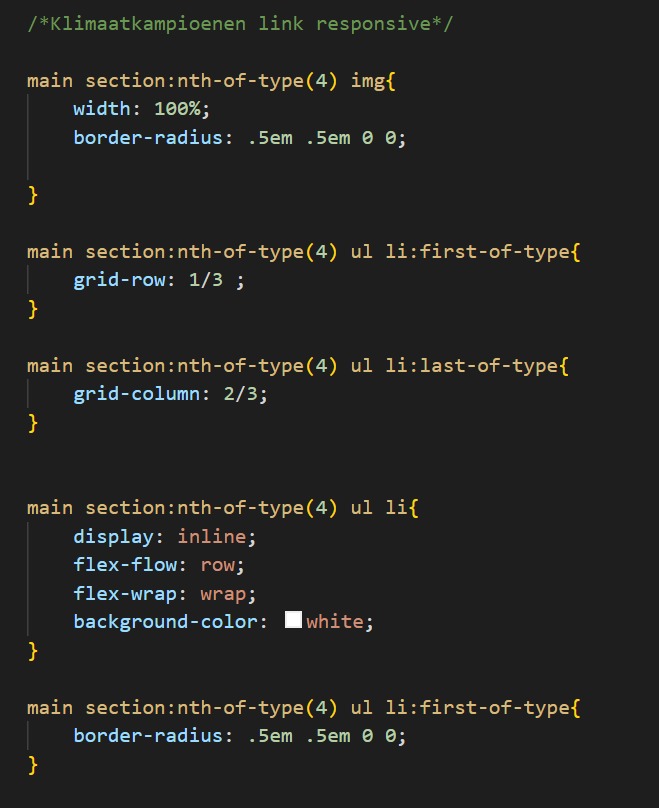 /*Klimaatkampioenen link responsive*/
main section:nth-of-type(4) img{
width: 100%;
border-radius: .5em .5em 0 0;
}
main section:nth-of-type(4) ul li:first-of-type{
grid-row: 1/3 ;
}
main section:nth-of-type(4) ul li:last-of-type{
grid-column: 2/3;
}
main section:nth-of-type(4) ul li{
display: inline;
flex-flow: row;
flex-wrap: wrap;
background-color: white;
}
main section:nth-of-type(4) ul li:first-of-type{
border-radius: .5em .5em 0 0;
}